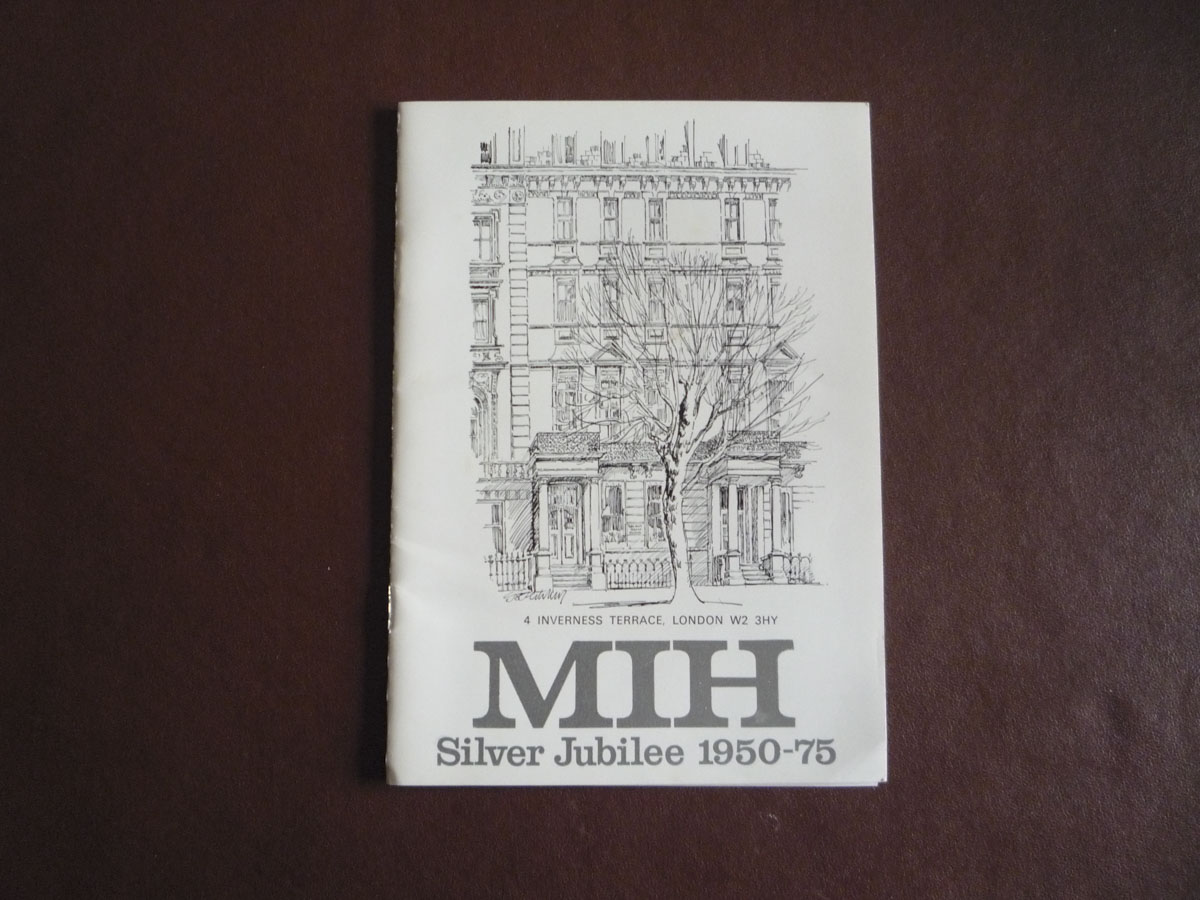 4 INVERNESS TERRACE, LONDON W2 3HY
MIH
Silver Jubilee 1950-75